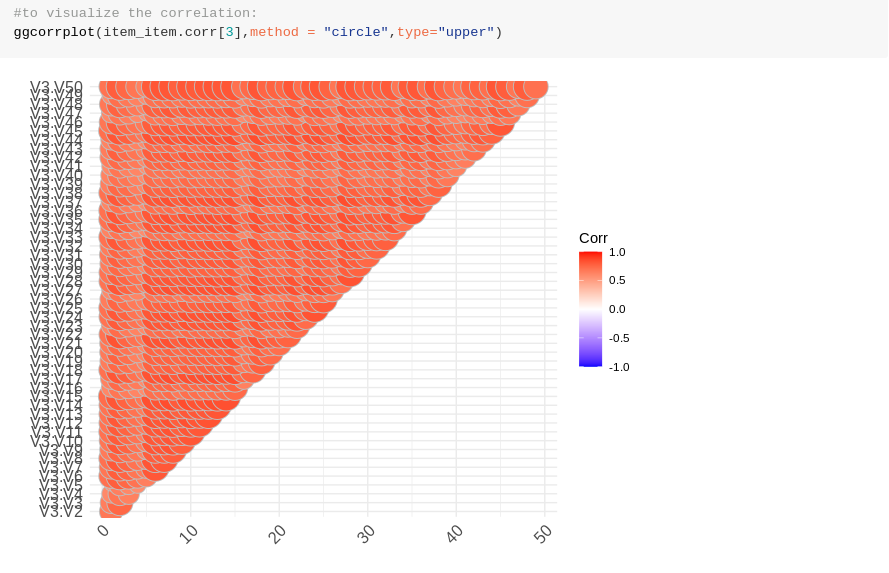 #to visualize the correlation:
ggcorrplot(item_item.corr[3],method = "circle",type="upper")
V3.V50
V3.V49
V3.V48
V3.V47
V3.V46
V3.V45
V3.V44
V3.V43
V3.V42
V3.V41
V3.V40
V3.V39
V3.V38
V3.V37
V3.V36
V3.V35
V3.V34
V3.V33
V3.V32
V3.V31
V3.V30
V3.V29
V3.V28
V3.V27
V3.V26
V3.V25
V3.V24
V3.V23
V3.V22
V3.V21
V3.V20
V3.V19
V3.V18
V3.V17
V3.V16
V3.V15
V3.V14
V3.V13
V3.V12
V3.V11
V3.V10
V3.V9
V3.V8
V3.V7
V3.V6
V3.V5
V3.V4
V3.V3
V3.V2
0 10 20 30 40 50
Corr
1.0
0.5
0.0
-0.5
-1.0